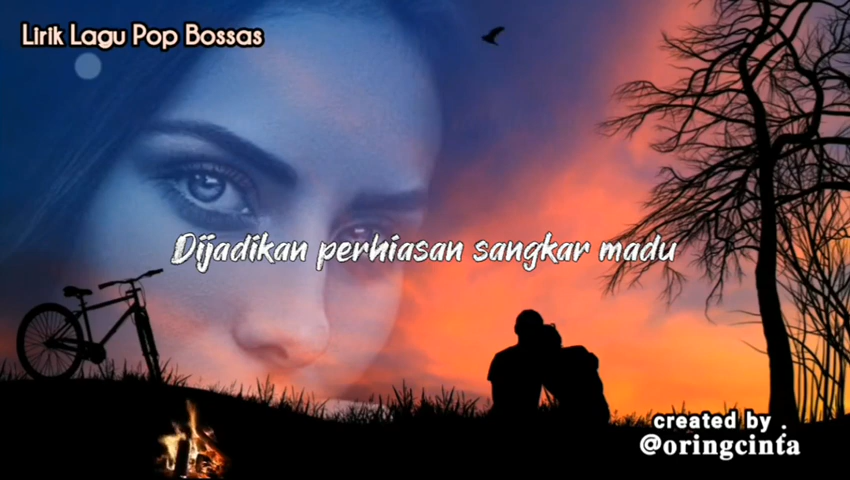 Lirik Lagu Pop Bossas
Dijadikan perhiasan sangkar madu
created by .
@oringcinta